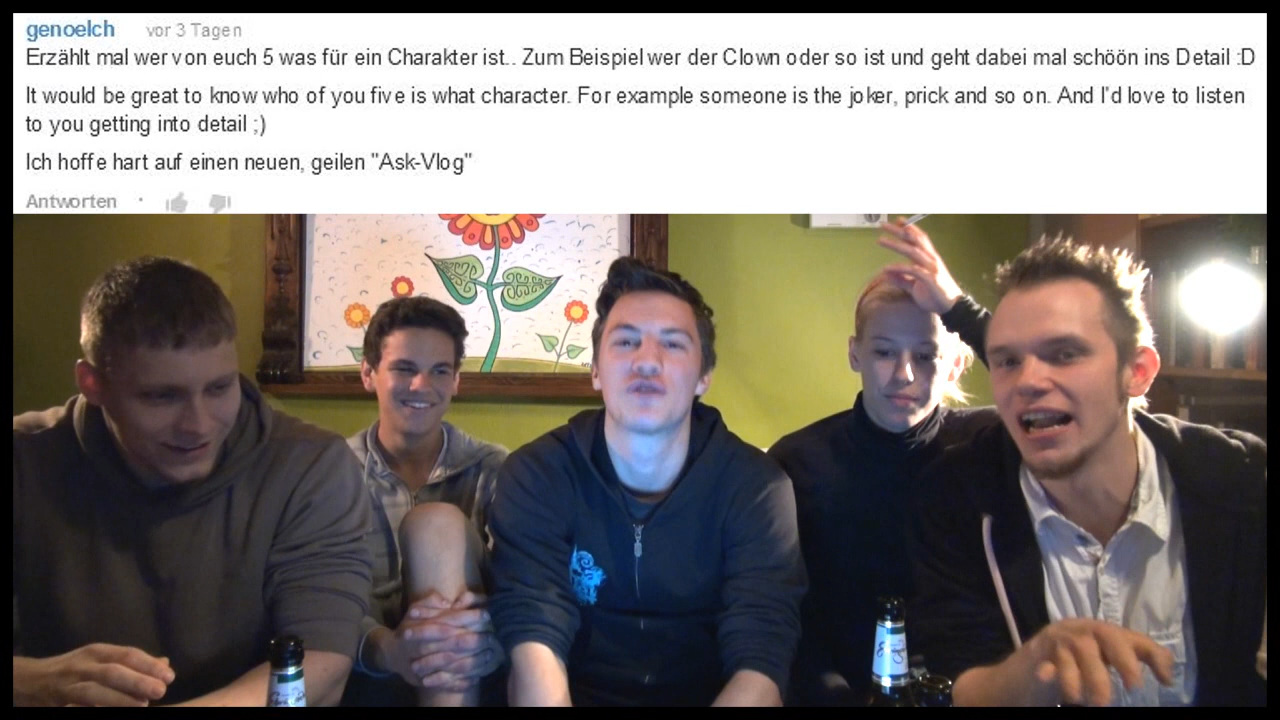 genoelch vor 3 Tagen
Erzählt mal wer von euch 5 was für ein Charakter ist.. Zum Beispiel wer der Clown oder so ist und geht dabei mal schöön ins Detail :D
It would be great to know who of you five is what character. For example someone is the joker, prick and so on. And I'd love to listen
to you getting into detail ;)
Ich hoffe hart auf einen neuen, geilen "Ask-Vlog"
Antworten ·